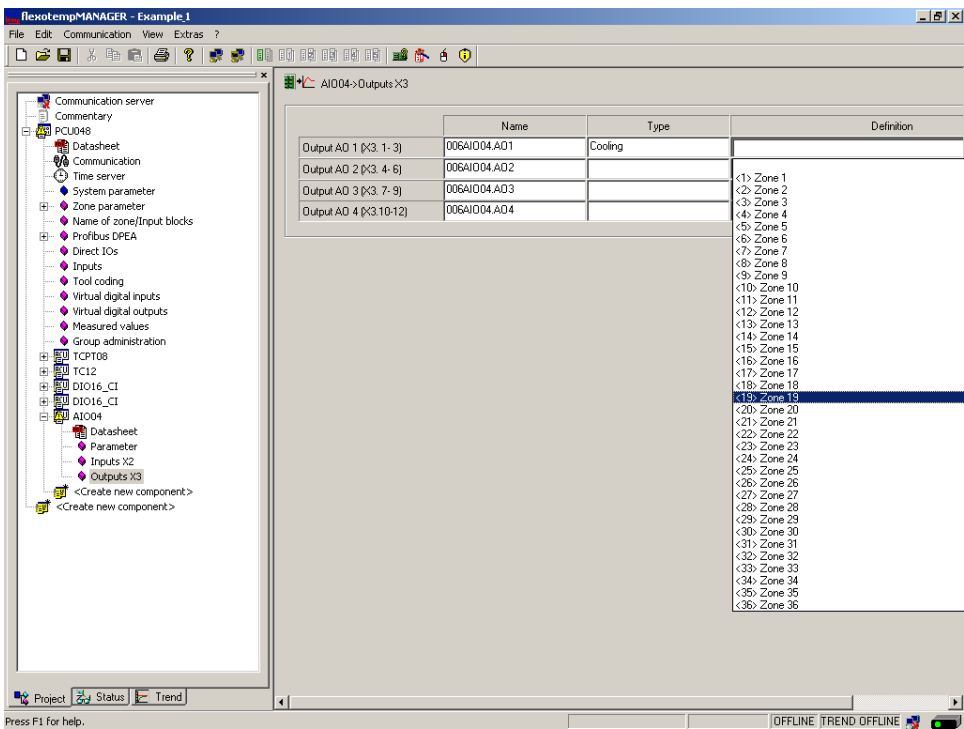 flexotempMANAGER - Example_1
File Edit Communication View Extras ?
AIO04->Outputs X3
Communication server
Commentary
PCU048
Datasheet
Communication
Time server
System parameter
Zone parameter
Name of zone/Input blocks
Profibus DPEA
Direct IOs
Inputs
Tool coding
Virtual digital inputs
Virtual digital outputs
Measured values
Group administration
TCPT08
TC12
DIO16_CI
DIO16_CI
AIO04
Datasheet
Parameter
Inputs X2
Outputs X3
<Create new component>
<Create new component>
Name Type Definition
Output AO 1 (X3. 1- 3) 006AIO04.AO1 Cooling
Output AO 2 (X3. 4- 6) 006AIO04.AO2
Output AO 3 (X3. 7- 9) 006AIO04.AO3
Output AO 4 (X3.10-12) 006AIO04.AO4
<1> Zone 1
<2> Zone 2
<3> Zone 3
<4> Zone 4
<5> Zone 5
<6> Zone 6
<7> Zone 7
<8> Zone 8
<9> Zone 9
<10> Zone 10
<11> Zone 11
<12> Zone 12
<13> Zone 13
<14> Zone 14
<15> Zone 15
<16> Zone 16
<17> Zone 17
<18> Zone 18
<19> Zone 19
<20> Zone 20
<21> Zone 21
<22> Zone 22
<23> Zone 23
<24> Zone 24
<25> Zone 25
<26> Zone 26
<27> Zone 27
<28> Zone 28
<29> Zone 29
<30> Zone 30
<31> Zone 31
<32> Zone 32
<33> Zone 33
<34> Zone 34
<35> Zone 35
<36> Zone 36
Project Status Trend
Press F1 for help.
OFFLINE TREND OFFLINE